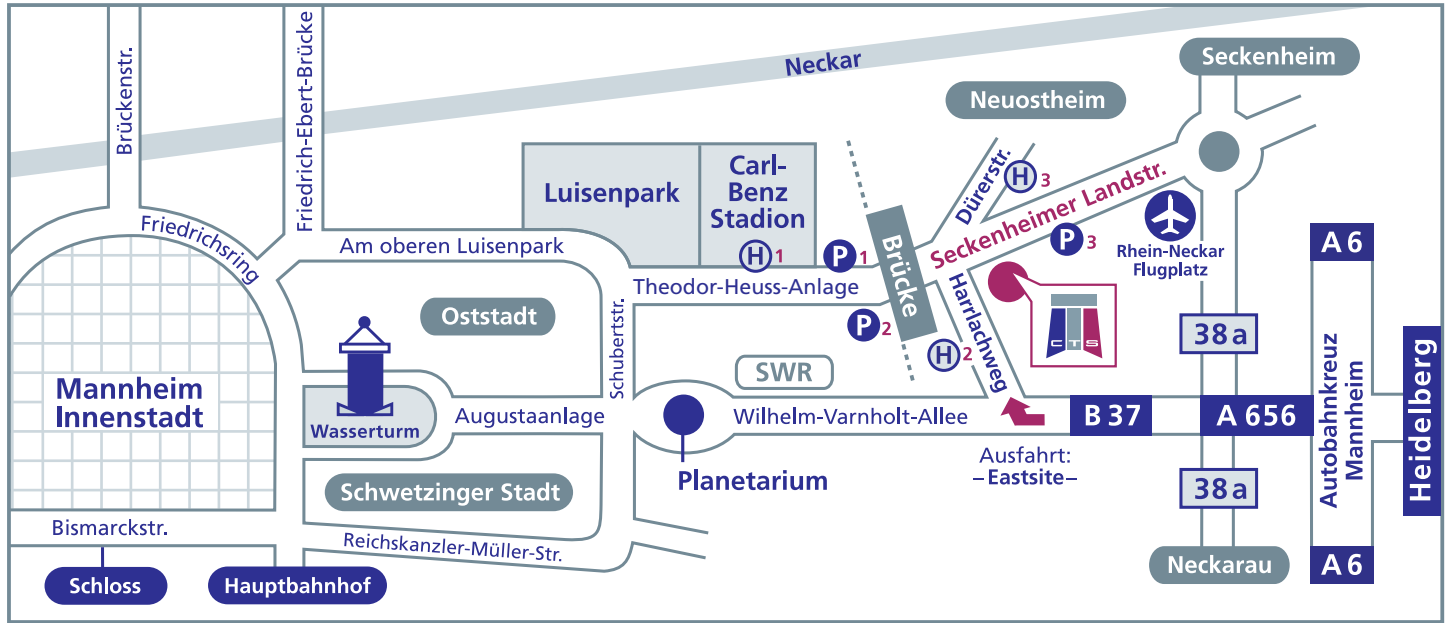 Neckar
Seckenheim
Neuostheim
Brückenstr.
Friedrich-Ebert-Brücke
Luisenpark
Carl-
Benz
Stadion
H 1
P 1
Dürerstr.
H 3
Seckenheimer Landstr.
P 3
Rhein-Neckar
Flugplatz
A 6
Friedrichsring
Am oberen Luisenpark
Theodor-Heuss-Anlage
Brücke
Harrlachweg
P 2
H 2
CTS
Oststadt
Schubertstr.
SWR
38a
Mannheim
Innenstadt
Wasserturm
Augustaanlage
Wilhelm-Varnholt-Allee
B 37
A 656
Autobahnkreuz
Mannheim
Heidelberg
Planetarium
Ausfahrt:
–Eastsite–
Schwetzinger Stadt
38a
Bismarckstr.
Reichskanzler-Müller-Str.
Schloss
Hauptbahnhof
Neckarau
A 6